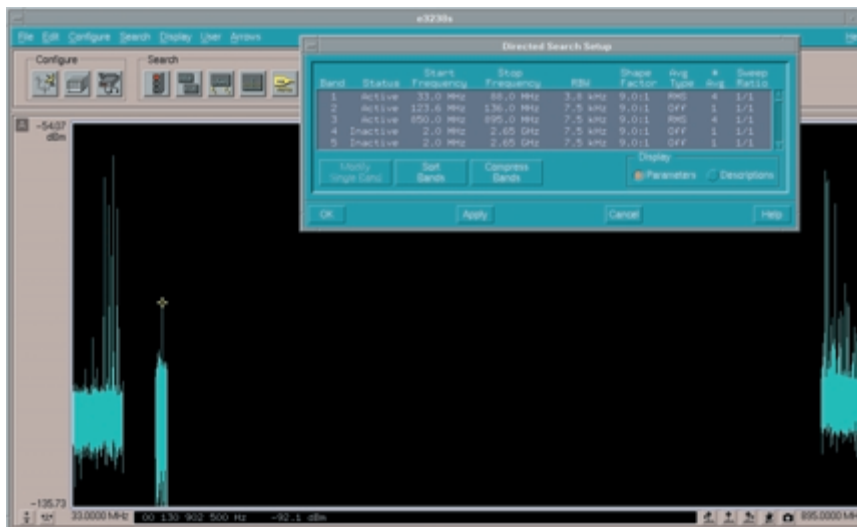 e3238s
File Edit Configure Search Display User Arrows
Configure
Search
Directed Search Setup
Band Status Start Frequency Stop Frequency RBW Shape Factor Avg Type # Avg Sweep Ratio
1 Active 33.0 MHz 88.0 MHz 3.8 kHz 9.0:1 RMS 4 1/1
2 Active 123.6 MHz 136.0 MHz 7.5 kHz 9.0:1 Off 1 1/1
3 Active 850.0 MHz 895.0 MHz 7.5 kHz 9.0:1 RMS 4 1/1
4 Inactive 2.0 MHz 2.65 GHz 7.5 kHz 9.0:1 Off 1 1/1
5 Inactive 2.0 MHz 2.65 GHz 7.5 kHz 9.0:1 Off 1 1/1
Modify Single Band
Sort Bands
Compress Bands
Display
Parameters Descriptions
OK Apply Cancel Help
dBm
-135.73
33.0000 MHz 00 130 902 500 Hz -92.1 dBm 895.0000 MHz